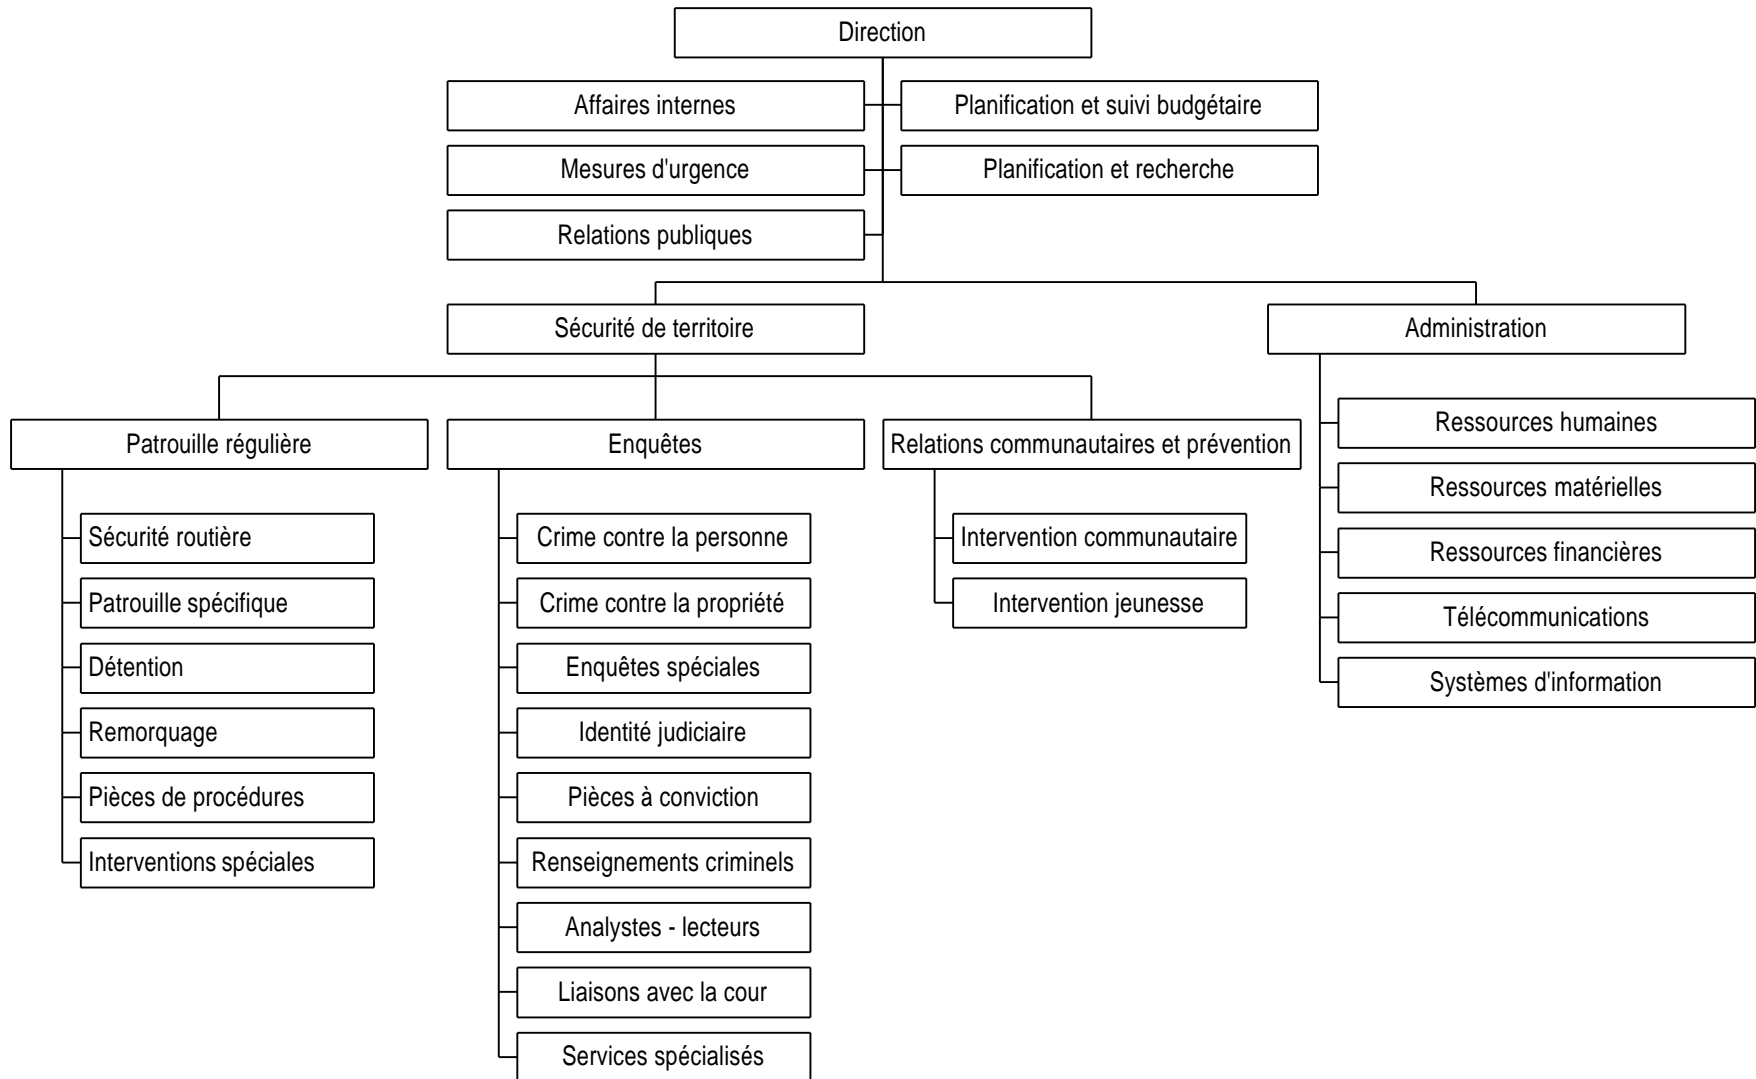 Direction
Affaires internes
Planification et suivi budgétaire
Mesures d'urgence
Planification et recherche
Relations publiques
Sécurité de territoire
Administration
Patrouille régulière
Sécurité routière
Patrouille spécifique
Détention
Remorquage
Pièces de procédures
Interventions spéciales
Enquêtes
Crime contre la personne
Crime contre la propriété
Enquêtes spéciales
Identité judiciaire
Pièces à conviction
Renseignements criminels
Analystes - lecteurs
Liaisons avec la cour
Services spécialisés
Relations communautaires et prévention
Intervention communautaire
Intervention jeunesse
Ressources humaines
Ressources matérielles
Ressources financières
Télécommunications
Systèmes d'information